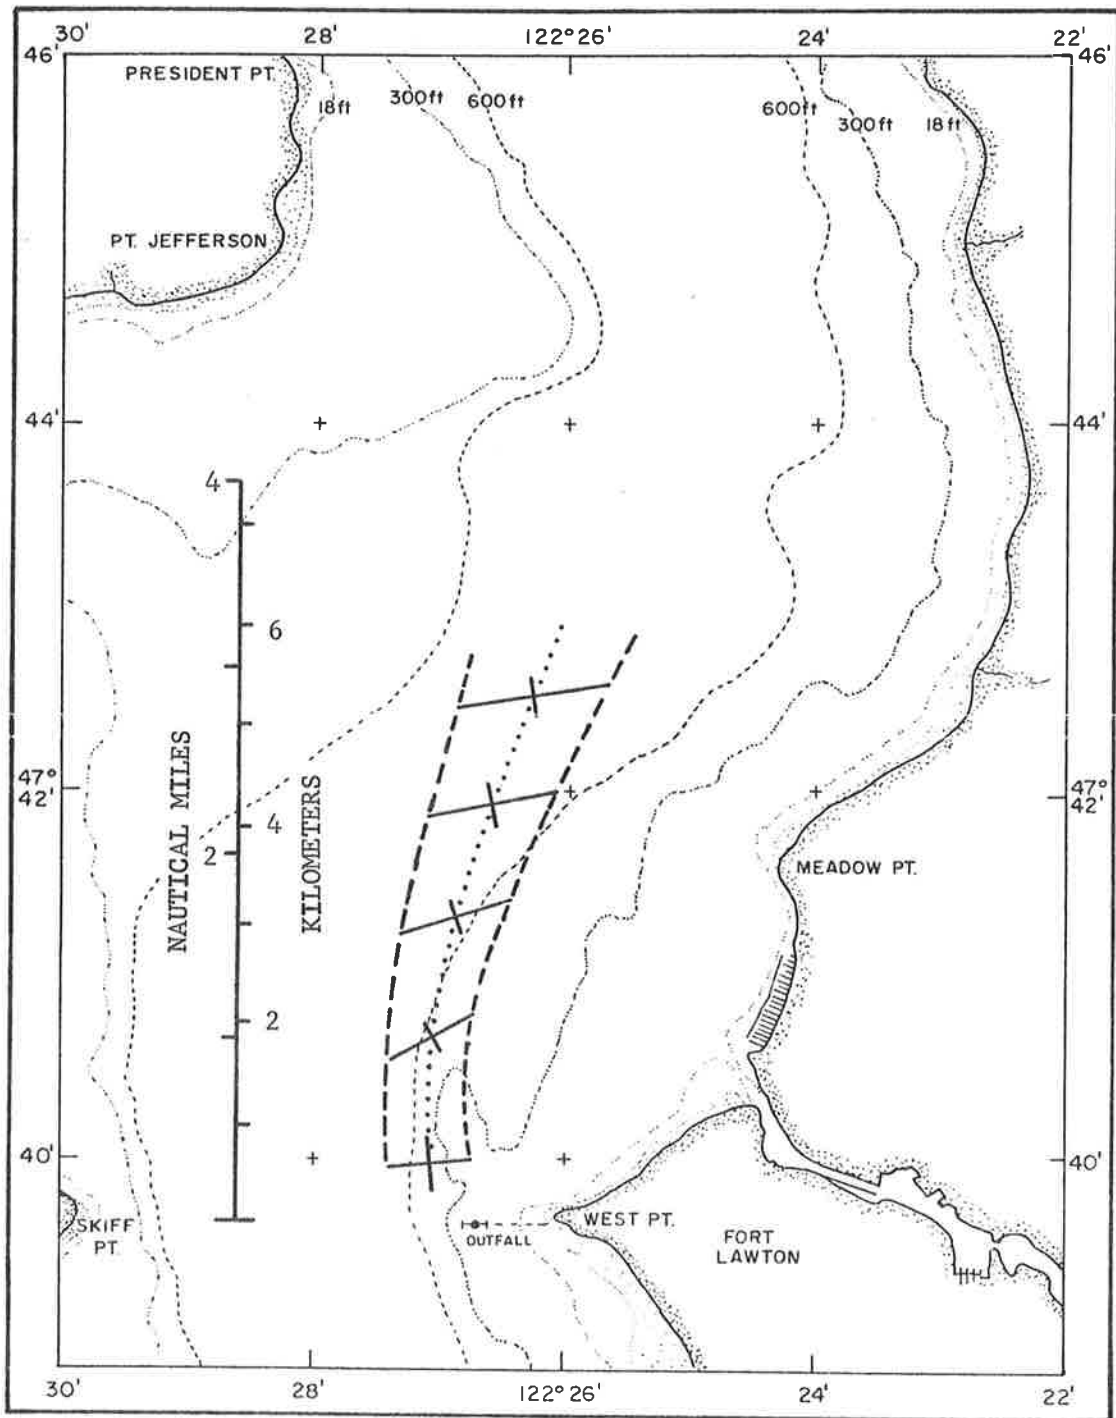 30' 28' 122°26' 24' 22'
46' 46'
PRESIDENT PT.
18ft 300ft 600ft 600ft 300ft 18ft
PT. JEFFERSON
44' 44'
4
6
NAUTICAL MILES
KILOMETERS
47° 47°
42' 42'
4
2
MEADOW PT.
2
40' 40'
SKIFF
PT.
OUTFALL
WEST PT.
FORT
LAWTON
30' 28' 122°26' 24' 22'